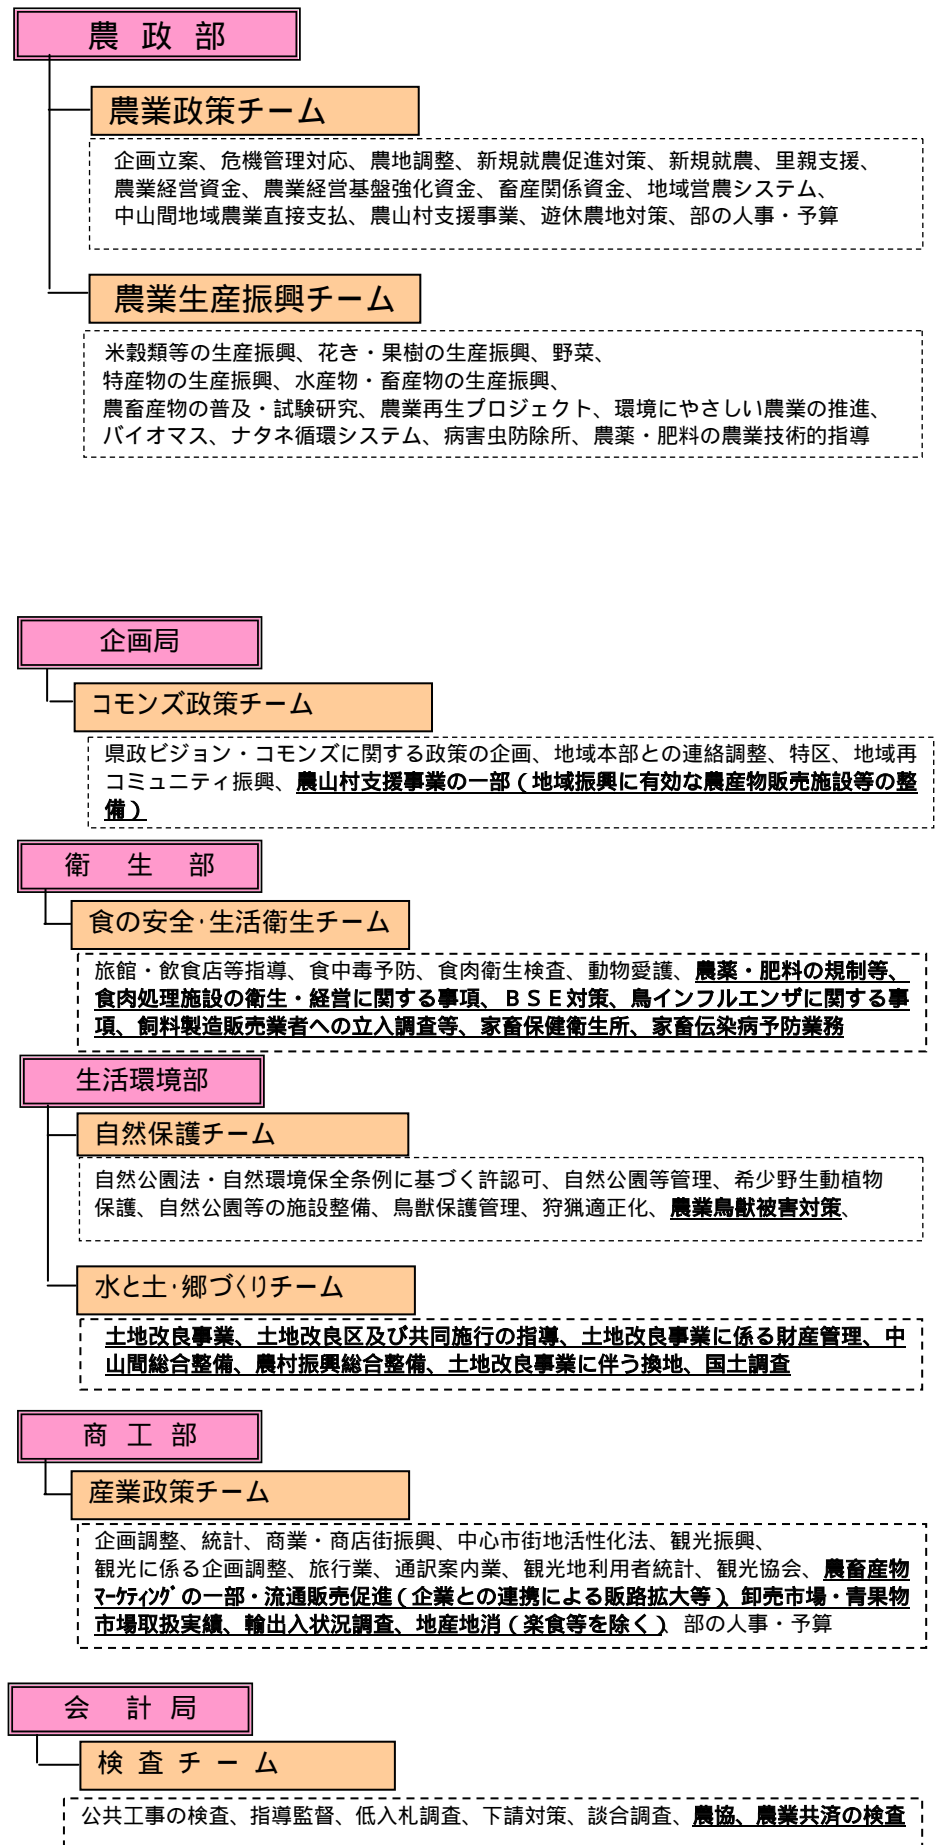 農 政 部
農業政策チーム
企画立案、危機管理対応、農地調整、新規就農促進対策、新規就農、里親支援、
農業経営資金、農業経営基盤強化資金、畜産関係資金、地域営農システム、
中山間地域農業直接支払、農山村支援事業、遊休農地対策、部の人事・予算
農業生産振興チーム
米穀類等の生産振興、花き・果樹の生産振興、野菜、
特産物の生産振興、水産物・畜産物の生産振興、
農畜産物の普及・試験研究、農業再生プロジェクト、環境にやさしい農業の推進、
バイオマス、ナタネ循環システム、病害虫防除所、農薬・肥料の農業技術的指導
企画局
コモンズ政策チーム
県政ビジョン・コモンズに関する政策の企画、地域本部との連絡調整、特区、地域再
コミュニティ振興、農山村支援事業の一部（地域振興に有効な農産物販売施設等の整
備）
衛 生 部
食の安全・生活衛生チーム
旅館・飲食店等指導、食中毒予防、食肉衛生検査、動物愛護、農薬・肥料の規制等、
食肉処理施設の衛生・経営に関する事項、ＢＳＥ対策、鳥インフルエンザに関する事
項、飼料製造販売業者への立入調査等、家畜保健衛生所、家畜伝染病予防業務
生活環境部
自然保護チーム
自然公園法・自然環境保全条例に基づく許認可、自然公園等管理、希少野生動植物
保護、自然公園等の施設整備、鳥獣保護管理、狩猟適正化、農業鳥獣被害対策、
水と土・郷づくりチーム
土地改良事業、土地改良区及び共同施行の指導、土地改良事業に係る財産管理、中
山間総合整備、農村振興総合整備、土地改良事業に伴う換地、国土調査
商 工 部
産業政策チーム
企画調整、統計、商業・商店街振興、中心市街地活性化法、観光振興、
観光に係る企画調整、旅行業、通訳案内業、観光地利用者統計、観光協会、農畜産物
ﾏｰｹﾃｨﾝｸﾞの一部・流通販売促進（企業との連携による販路拡大等）、卸売市場・青果物
市場取扱実績、輸出入状況調査、地産地消（楽食等を除く）、部の人事・予算
会 計 局
検 査 チ ー ム
公共工事の検査、指導監督、低入札調査、下請対策、談合調査、農協、農業共済の検査